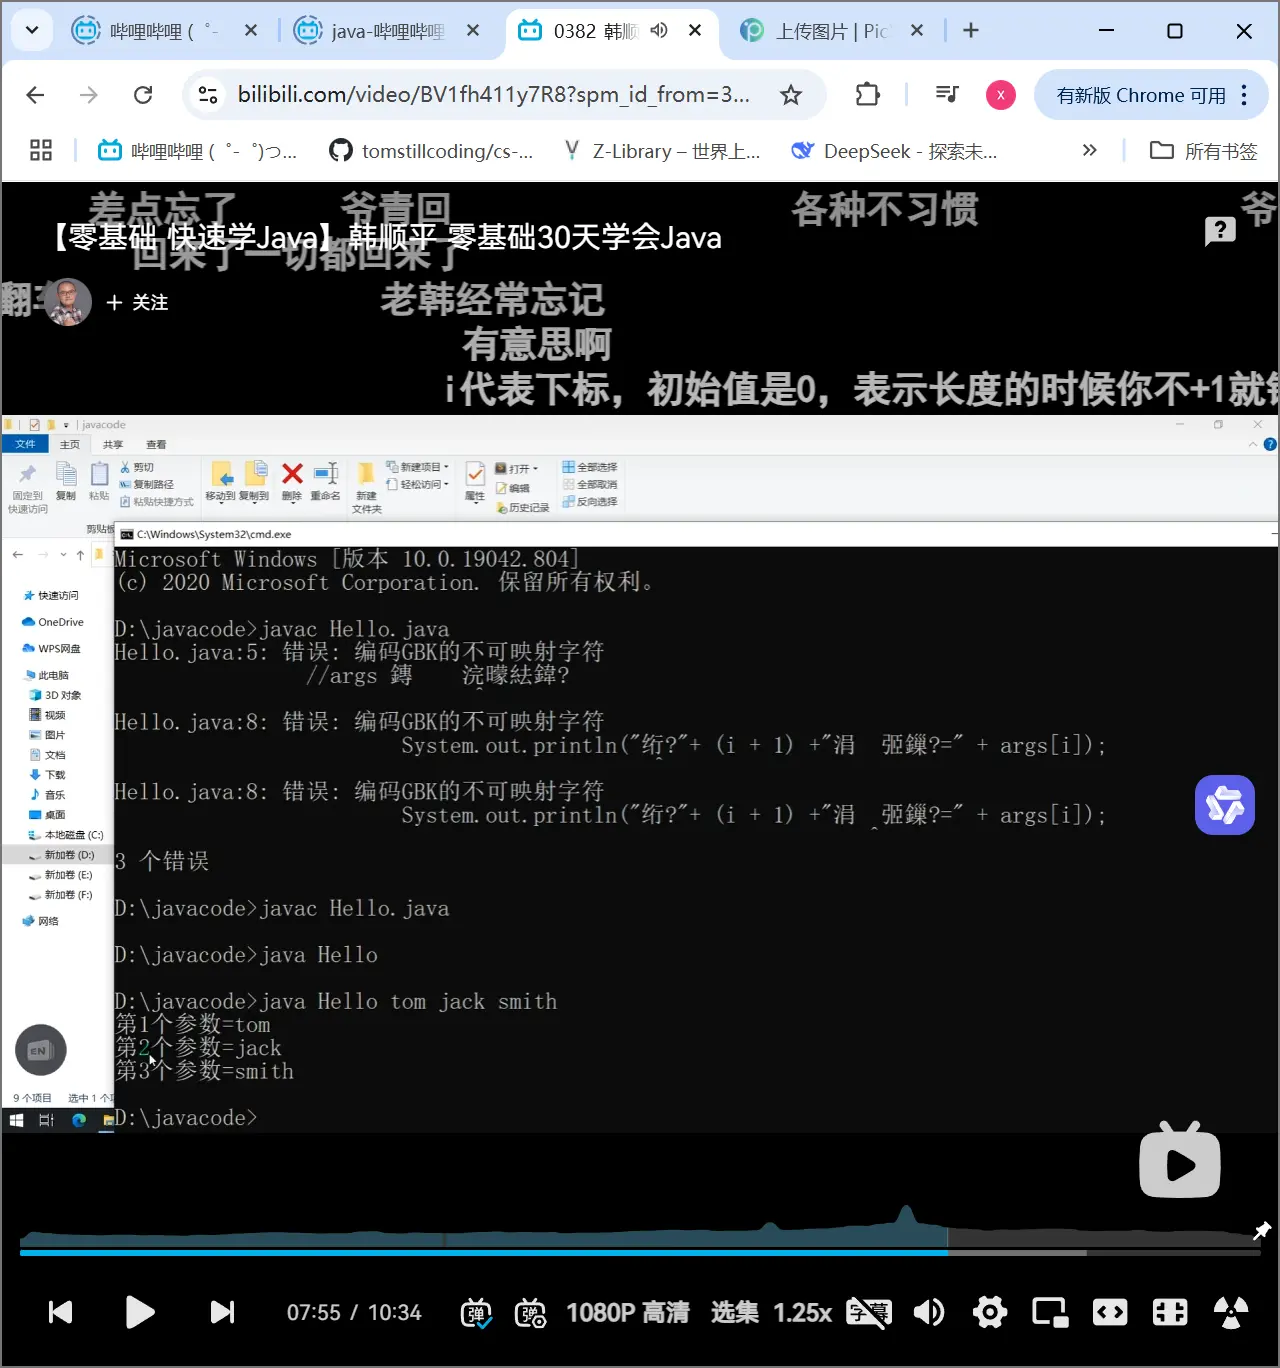 哔哩哔哩 ( ゜-
java-哔哩哔哩
0382 韩顺
上传图片 | Pic
bilibili.com/video/BV1fh411y7R8?spm_id_from=3...
X
有新版 Chrome 可用
哔哩哔哩 ( ゜-゜)つ...
tomstillcoding/cs-...
Z-Library – 世界上...
DeepSeek - 探索未...
所有书签
差点忘了
爷青回
各种不习惯
爷
【零基础 快速学Java】韩顺平 零基础30天学会Java
回来了一切都回来了
翻车
+ 关注
老韩经常忘记
有意思啊
i代表下标，初始值是0，表示长度的时候你不+1就错
javacode
文件 主页 共享 查看
固定到快速访问
复制
粘贴
剪切
复制路径
粘贴快捷方式
移动到 复制到 删除 重命名
新建文件夹
新建项目
轻松访问
属性
打开
编辑
历史记录
全部选择
全部取消
反向选择
剪贴板
C:\Windows\System32\cmd.exe
Microsoft Windows [版本 10.0.19042.804]
(c) 2020 Microsoft Corporation. 保留所有权利。
D:\javacode>javac Hello.java
Hello.java:5: 错误: 编码GBK的不可映射字符
//args 鏄 浣嚎紶鍏?
Hello.java:8: 错误: 编码GBK的不可映射字符
System.out.println("绗?"+ (i + 1) +"涓 弬鏁?=" + args[i]);
Hello.java:8: 错误: 编码GBK的不可映射字符
System.out.println("绗?"+ (i + 1) +"涓 弬鏁?=" + args[i]);
3 个错误
D:\javacode>javac Hello.java
D:\javacode>java Hello
D:\javacode>java Hello tom jack smith
第1个参数=tom
第2个参数=jack
第3个参数=smith
D:\javacode>
快速访问
OneDrive
WPS网盘
此电脑
3D 对象
视频
图片
文档
下载
音乐
桌面
本地磁盘 (C:)
新加卷 (D:)
新加卷 (E:)
新加卷 (F:)
网络
EN
9 个项目 选中 1 个项
07:55 / 10:34
弹
弹
1080P 高清
选集
1.25x
字幕